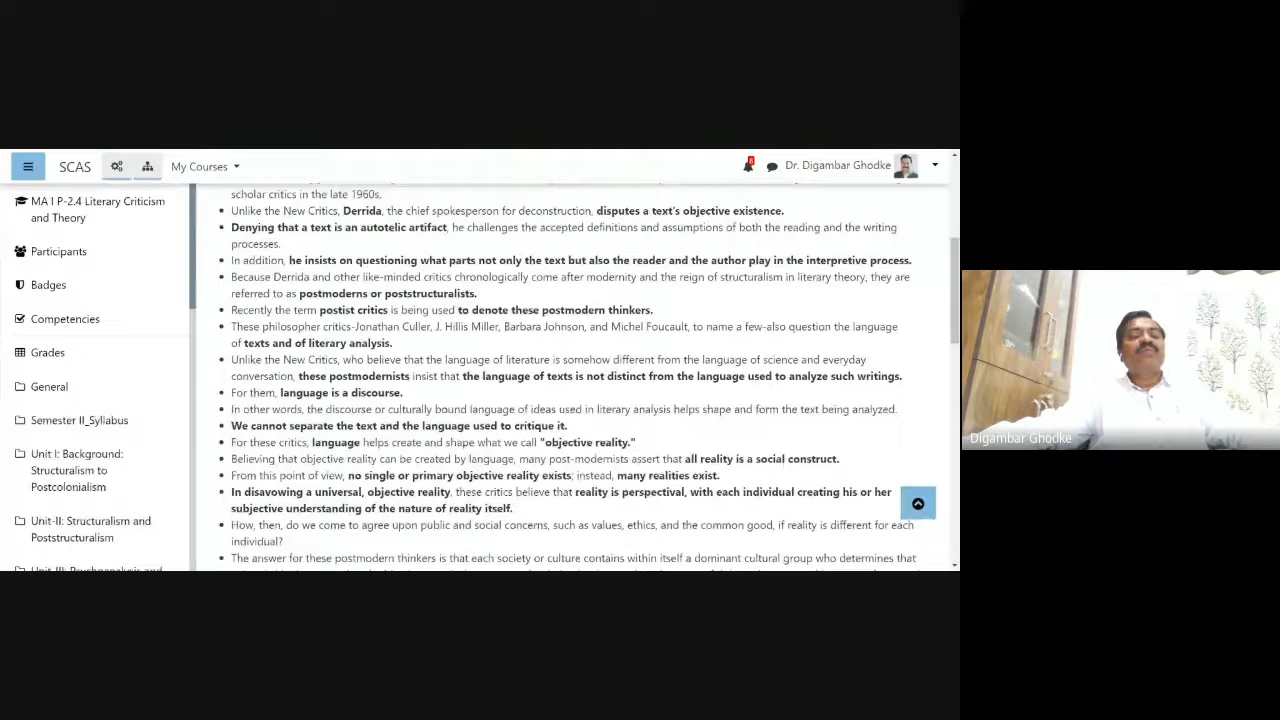 SCAS
My Courses
8
Dr. Digambar Ghodke
MA I P-2.4 Literary Criticism
and Theory
Participants
Badges
Competencies
Grades
General
Semester II_Syllabus
Unit I: Background:
Structuralism to
Postcolonialism
Unit-II: Structuralism and
Poststructuralism
Unit-III: Psychoanalysis and
scholar critics in the late 1960s.
Unlike the New Critics, Derrida, the chief spokesperson for deconstruction, disputes a text's objective existence.
Denying that a text is an autotelic artifact, he challenges the accepted definitions and assumptions of both the reading and the writing
processes.
In addition, he insists on questioning what parts not only the text but also the reader and the author play in the interpretive process.
Because Derrida and other like-minded critics chronologically come after modernity and the reign of structuralism in literary theory, they are
referred to as postmoderns or poststructuralists.
Recently the term postist critics is being used to denote these postmodern thinkers.
These philosopher critics-Jonathan Culler, J. Hillis Miller, Barbara Johnson, and Michel Foucault, to name a few-also question the language
of texts and of literary analysis.
Unlike the New Critics, who believe that the language of literature is somehow different from the language of science and everyday
conversation, these postmodernists insist that the language of texts is not distinct from the language used to analyze such writings.
For them, language is a discourse.
In other words, the discourse or culturally bound language of ideas used in literary analysis helps shape and form the text being analyzed.
We cannot separate the text and the language used to critique it.
For these critics, language helps create and shape what we call "objective reality."
Believing that objective reality can be created by language, many post-modernists assert that all reality is a social construct.
From this point of view, no single or primary objective reality exists; instead, many realities exist.
In disavowing a universal, objective reality, these critics believe that reality is perspectival, with each individual creating his or her
subjective understanding of the nature of reality itself.
How, then, do we come to agree upon public and social concerns, such as values, ethics, and the common good, if reality is different for each
individual?
The answer for these postmodern thinkers is that each society or culture contains within itself a dominant cultural group who determines that
Digambar Ghodke